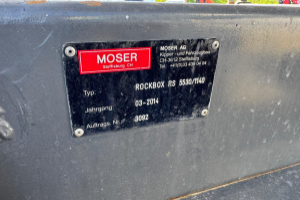 MOSER
Steffisburg CH
MOSER AG
Kipper- und Fahrzeugbau
CH-3612 Steffisburg
Typ: ROCKBOX RS 5530/1140
Jahrgang 03-2014
Auftrags. Nr. 3092